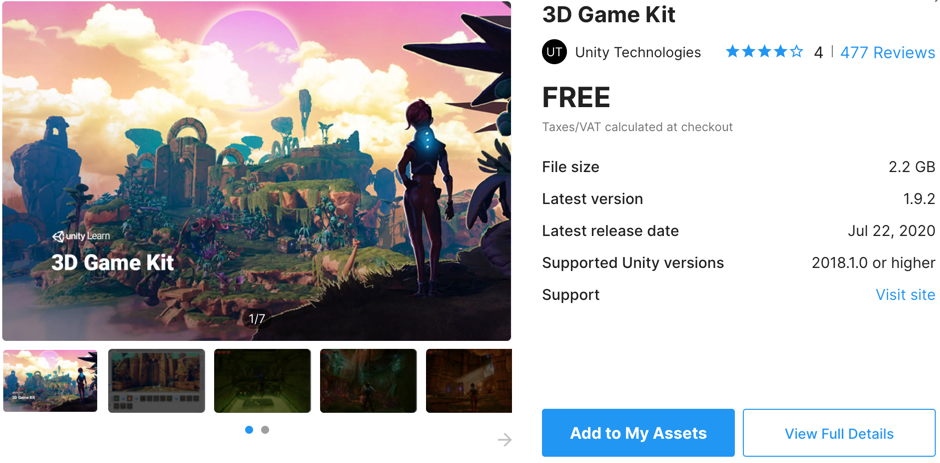 3D Game Kit
UT Unity Technologies 4 | 477 Reviews
FREE
Taxes/VAT calculated at checkout
File size 2.2 GB
Latest version 1.9.2
Latest release date Jul 22, 2020
Supported Unity versions 2018.1.0 or higher
Support Visit site
unity Learn
3D Game Kit
1/7
Add to My Assets View Full Details